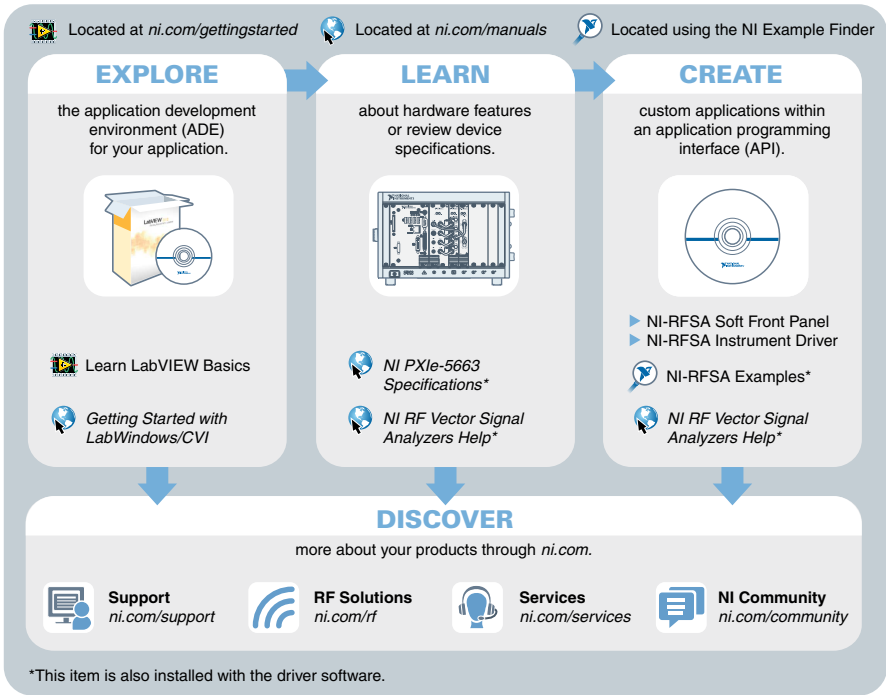 Located at ni.com/gettingstarted
Located at ni.com/manuals
Located using the NI Example Finder
EXPLORE
the application development
environment (ADE)
for your application.
LabVIEW
Learn LabVIEW Basics
Getting Started with
LabWindows/CVI
LEARN
about hardware features
or review device
specifications.
NI PXIe-5663
Specifications*
NI RF Vector Signal
Analyzers Help*
CREATE
custom applications within
an application programming
interface (API).
NI-RFSA Soft Front Panel
NI-RFSA Instrument Driver
NI-RFSA Examples*
NI RF Vector Signal
Analyzers Help*
DISCOVER
more about your products through ni.com.
Support
ni.com/support
RF Solutions
ni.com/rf
Services
ni.com/services
NI Community
ni.com/community
*This item is also installed with the driver software.